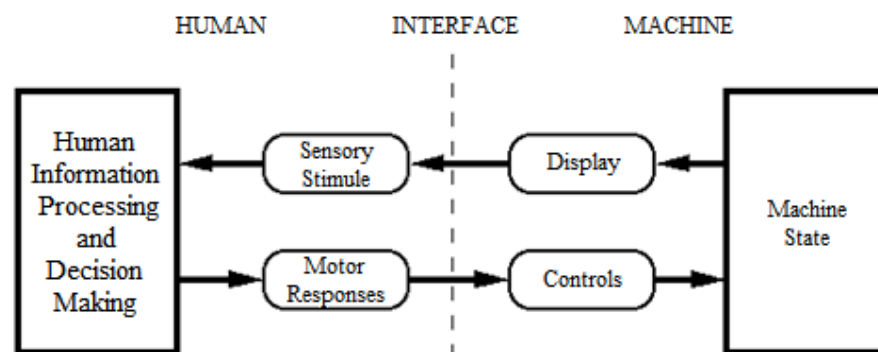 HUMAN INTERFACE MACHINE
Human
Information
Processing
and
Decision
Making
Sensory
Stimule
Display
Motor
Responses
Controls
Machine
State